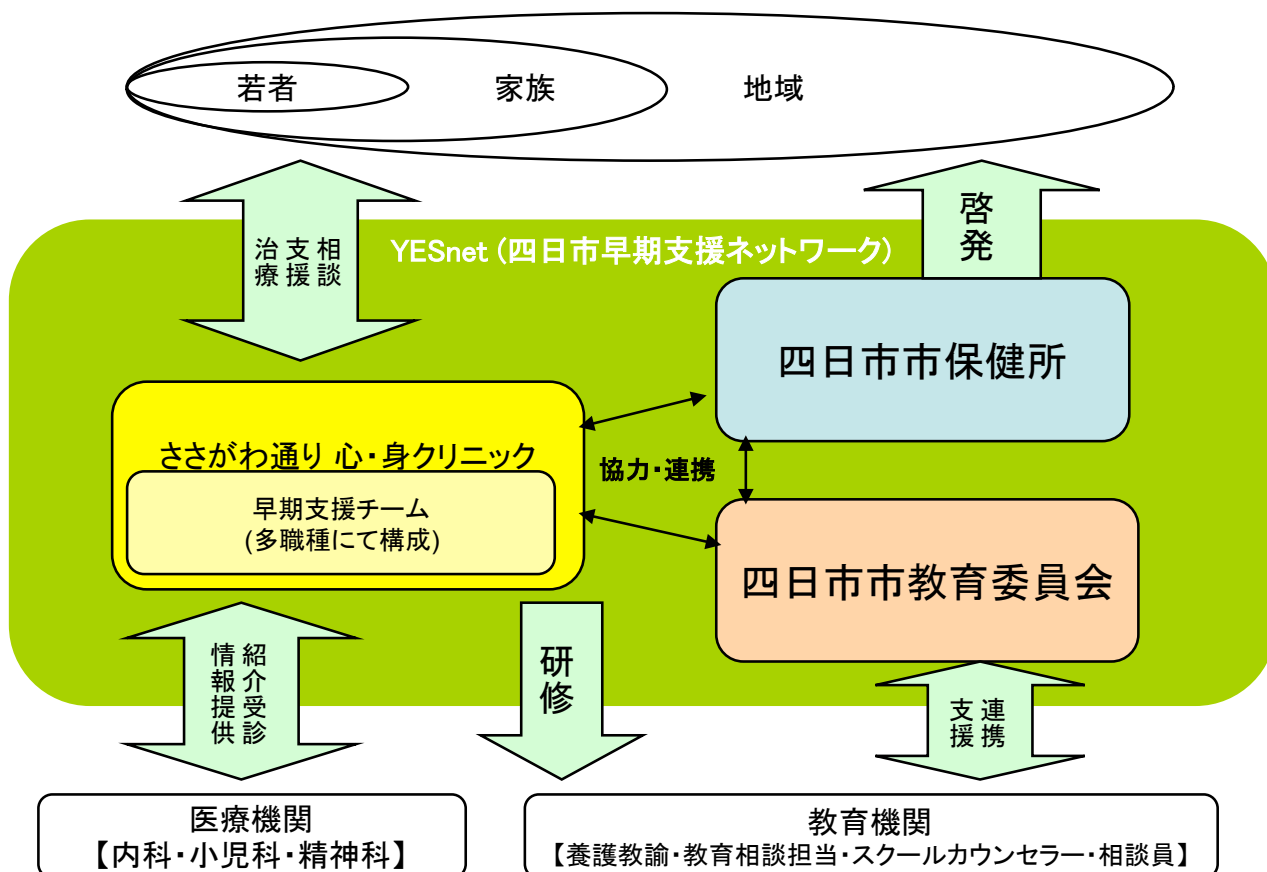 若者
家族
地域
相談
支援
治療
啓発
YESnet (四日市早期支援ネットワーク)
四日市市保健所
ささがわ通り 心・身クリニック
早期支援チーム
(多職種にて構成)
協力・連携
四日市市教育委員会
紹介受診
情報提供
研修
連携
支援
医療機関
【内科・小児科・精神科】
教育機関
【養護教諭・教育相談担当・スクールカウンセラー・相談員】